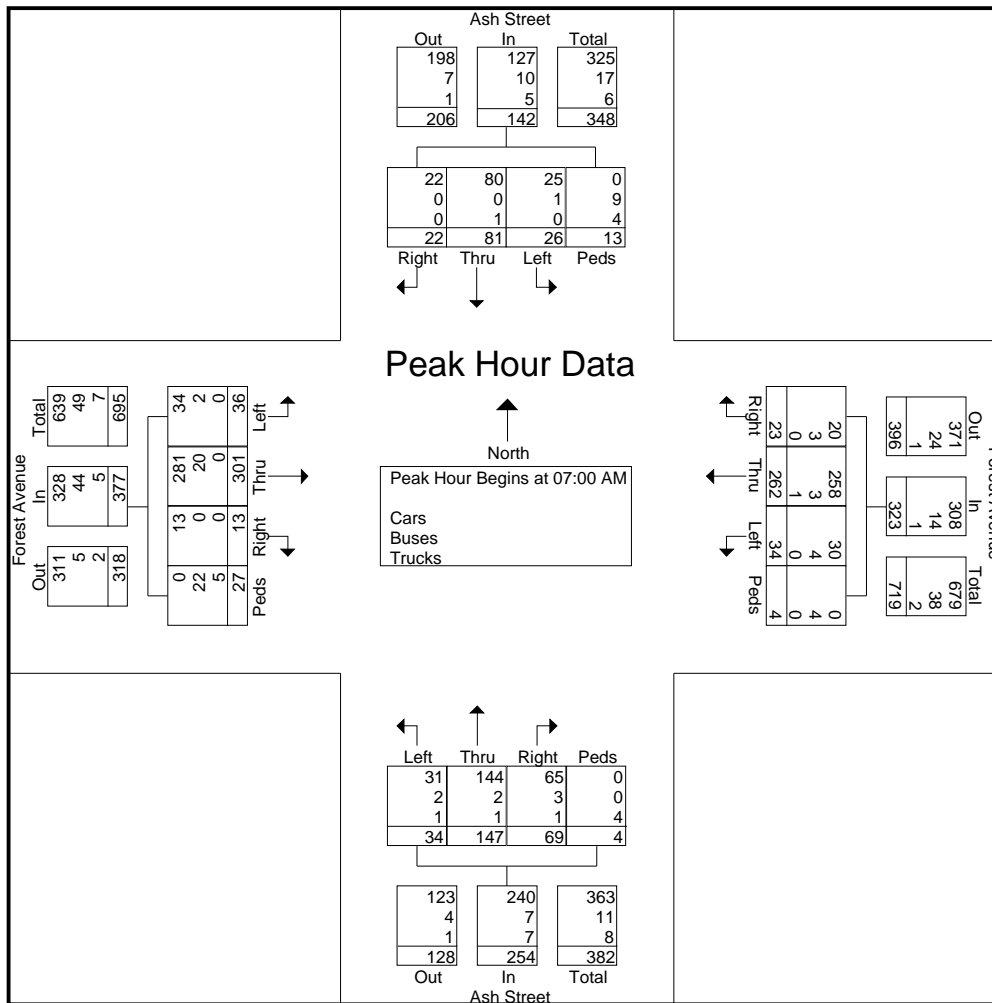 Ash Street
Out In Total
198 127 325
7 10 17
1 5 6
206 142 348
22 80 25 0
0 0 1 9
0 1 0 4
22 81 26 13
Right Thru Left Peds
Peak Hour Data
North
Peak Hour Begins at 07:00 AM
Cars
Buses
Trucks
Forest Avenue
Total In Out
639 328 311
49 44 5
7 5 2
695 377 318
34 281 13 0
2 20 0 22
0 0 0 5
36 301 13 27
Left Thru Right Peds
Right Thru Left Peds
23 262 34 4
0 1 0 0
3 3 4 4
20 258 30 0
Out In Total
371 308 679
24 14 38
1 1 2
396 323 719
Left Thru Right Peds
31 144 65 0
2 2 3 0
1 1 1 4
34 147 69 4
123 240 363
4 7 11
1 7 8
128 254 382
Out In Total
Ash Street